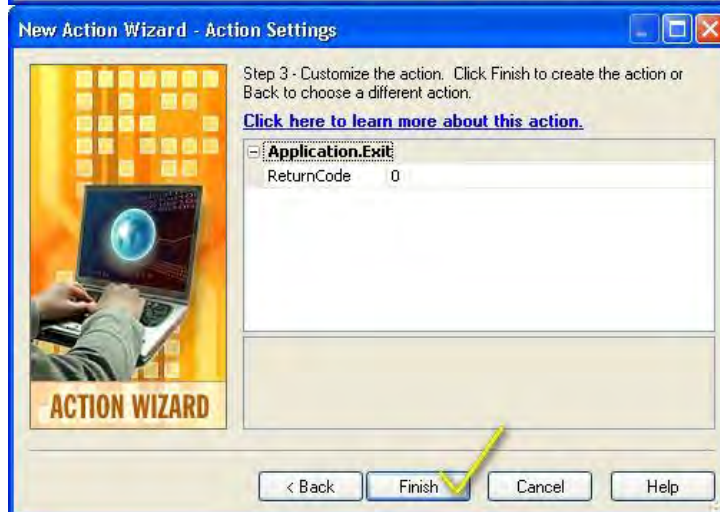 New Action Wizard - Action Settings
Step 3 - Customize the action. Click Finish to create the action or
Back to choose a different action.
Click here to learn more about this action.
Application.Exit
ReturnCode 0
ACTION WIZARD
< Back Finish Cancel Help